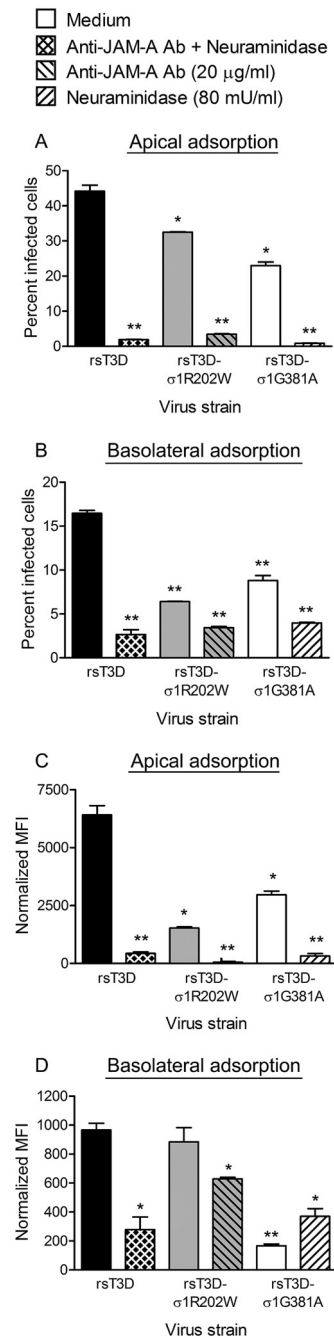 Medium
Anti-JAM-A Ab + Neuraminidase
Anti-JAM-A Ab (20 µg/ml)
Neuraminidase (80 mU/ml)
A Apical adsorption
Percent infected cells
50
40
30
20
10
0
* * ** ** **
rsT3D rsT3D-σ1R202W rsT3D-σ1G381A
Virus strain
B Basolateral adsorption
Percent infected cells
20
15
10
5
0
** ** ** ** **
rsT3D rsT3D-σ1R202W rsT3D-σ1G381A
Virus strain
C Apical adsorption
Normalized MFI
7500
5000
2500
0
** * ** * **
rsT3D rsT3D-σ1R202W rsT3D-σ1G381A
Virus strain
D Basolateral adsorption
Normalized MFI
1200
1000
800
600
400
200
0
* * ** *
rsT3D rsT3D-σ1R202W rsT3D-σ1G381A
Virus strain